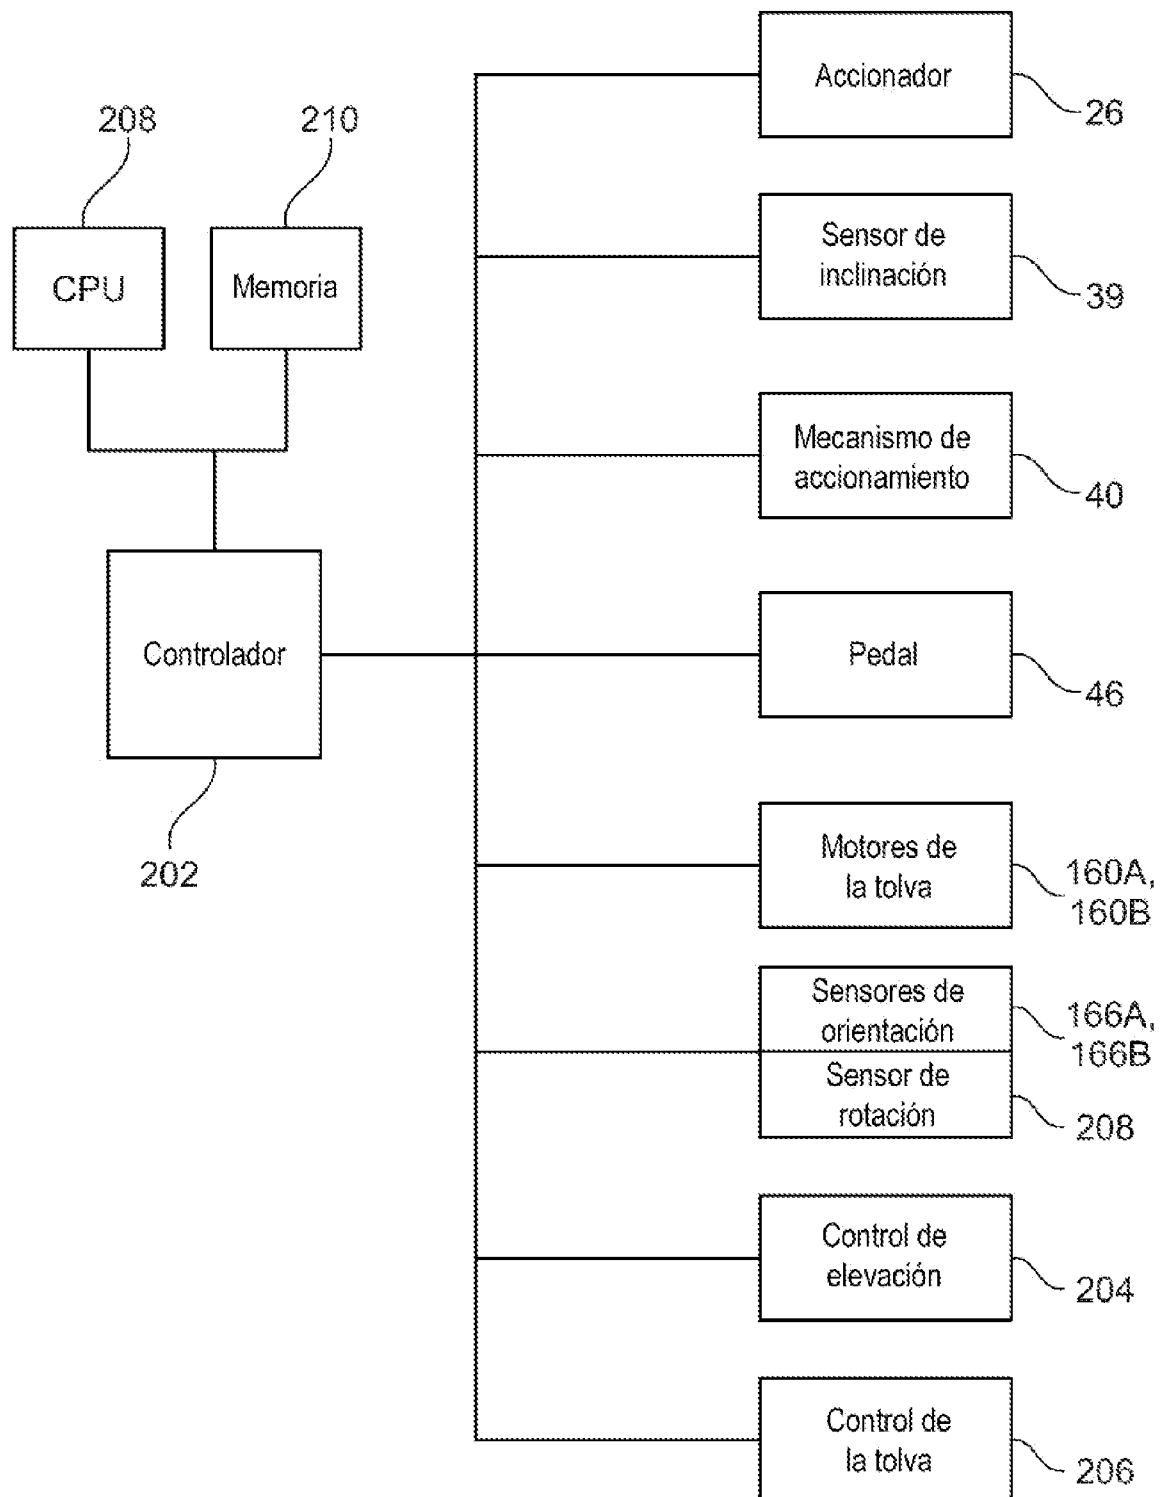 208
210
CPU
Memoria
Controlador
202
Accionador
26
Sensor de
inclinación
39
Mecanismo de
accionamiento
40
Pedal
46
Motores de
la tolva
160A,
160B
Sensores de
orientación
166A,
166B
Sensor de
rotación
208
Control de
elevación
204
Control de
la tolva
206